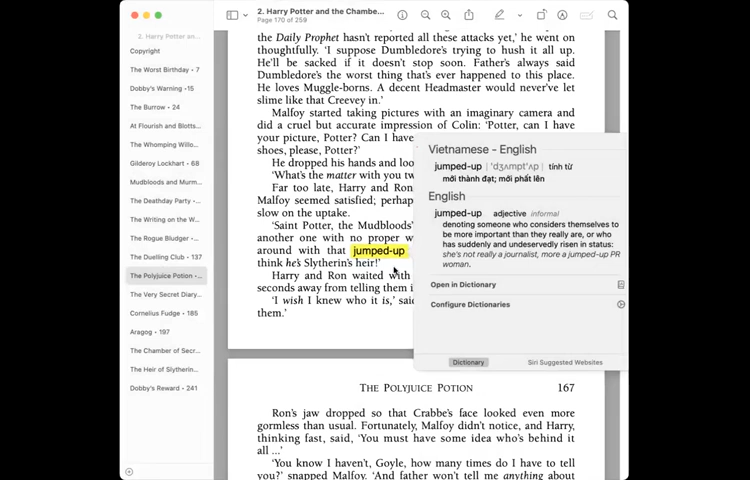 2. Harry Potter and the Chambe...
Page 170 of 259
2. Harry Potter an...
Copyright
The Worst Birthday • 7
Dobby's Warning • 15
The Burrow • 24
At Flourish and Blotts...
The Whomping Willo...
Gilderoy Lockhart • 68
Mudbloods and Murm...
The Deathday Party...
The Writing on the W...
The Rogue Bludger -...
The Duelling Club • 137
The Polyjuice Potion -...
The Very Secret Diary...
Cornelius Fudge • 185
Aragog • 197
The Chamber of Secr...
The Heir of Slytherin...
Dobby's Reward • 241
the Daily Prophet hasn't reported all these attacks yet,' he went on
thoughtfully. 'I suppose Dumbledore's trying to hush it all up.
He'll be sacked if it doesn't stop soon. Father's always said
Dumbledore's the worst thing that's ever happened to this place.
He loves Muggle-borns. A decent Headmaster would never've let
slime like that Creevey in.'
Malfoy started taking pictures with an imaginary camera and
did a cruel but accurate impression of Colin: 'Potter, can I have
your picture, Potter? Can I have
shoes, please, Potter?'
He dropped his hands and loo
'What's the matter with you tw
Far too late, Harry and Ron
Malfoy seemed satisfied; perhap
slow on the uptake.
'Saint Potter, the Mudbloods'
another one with no proper w
around with that jumped-up
think he's Slytherin's heir!'
Harry and Ron waited with
seconds away from telling them i
'I wish I knew who it is,' said
them.'
Vietnamese - English
jumped-up | 'dʒʌmpt'ʌp | tính từ
mới thành đạt; mới phất lên
English
jumped-up adjective informal
denoting someone who considers themselves to
be more important than they really are, or who
has suddenly and undeservedly risen in status:
she's not really a journalist, more a jumped-up PR
woman.
Open in Dictionary
Configure Dictionaries
Dictionary
Siri Suggested Websites
THE POLYJUICE POTION 167
Ron's jaw dropped so that Crabbe's face looked even more
gormless than usual. Fortunately, Malfoy didn't notice, and Harry,
thinking fast, said, 'You must have some idea who's behind it
all ...'
'You know I haven't, Goyle, how many times do I have to tell
you?' snapped Malfoy. 'And father won't tell me anything about